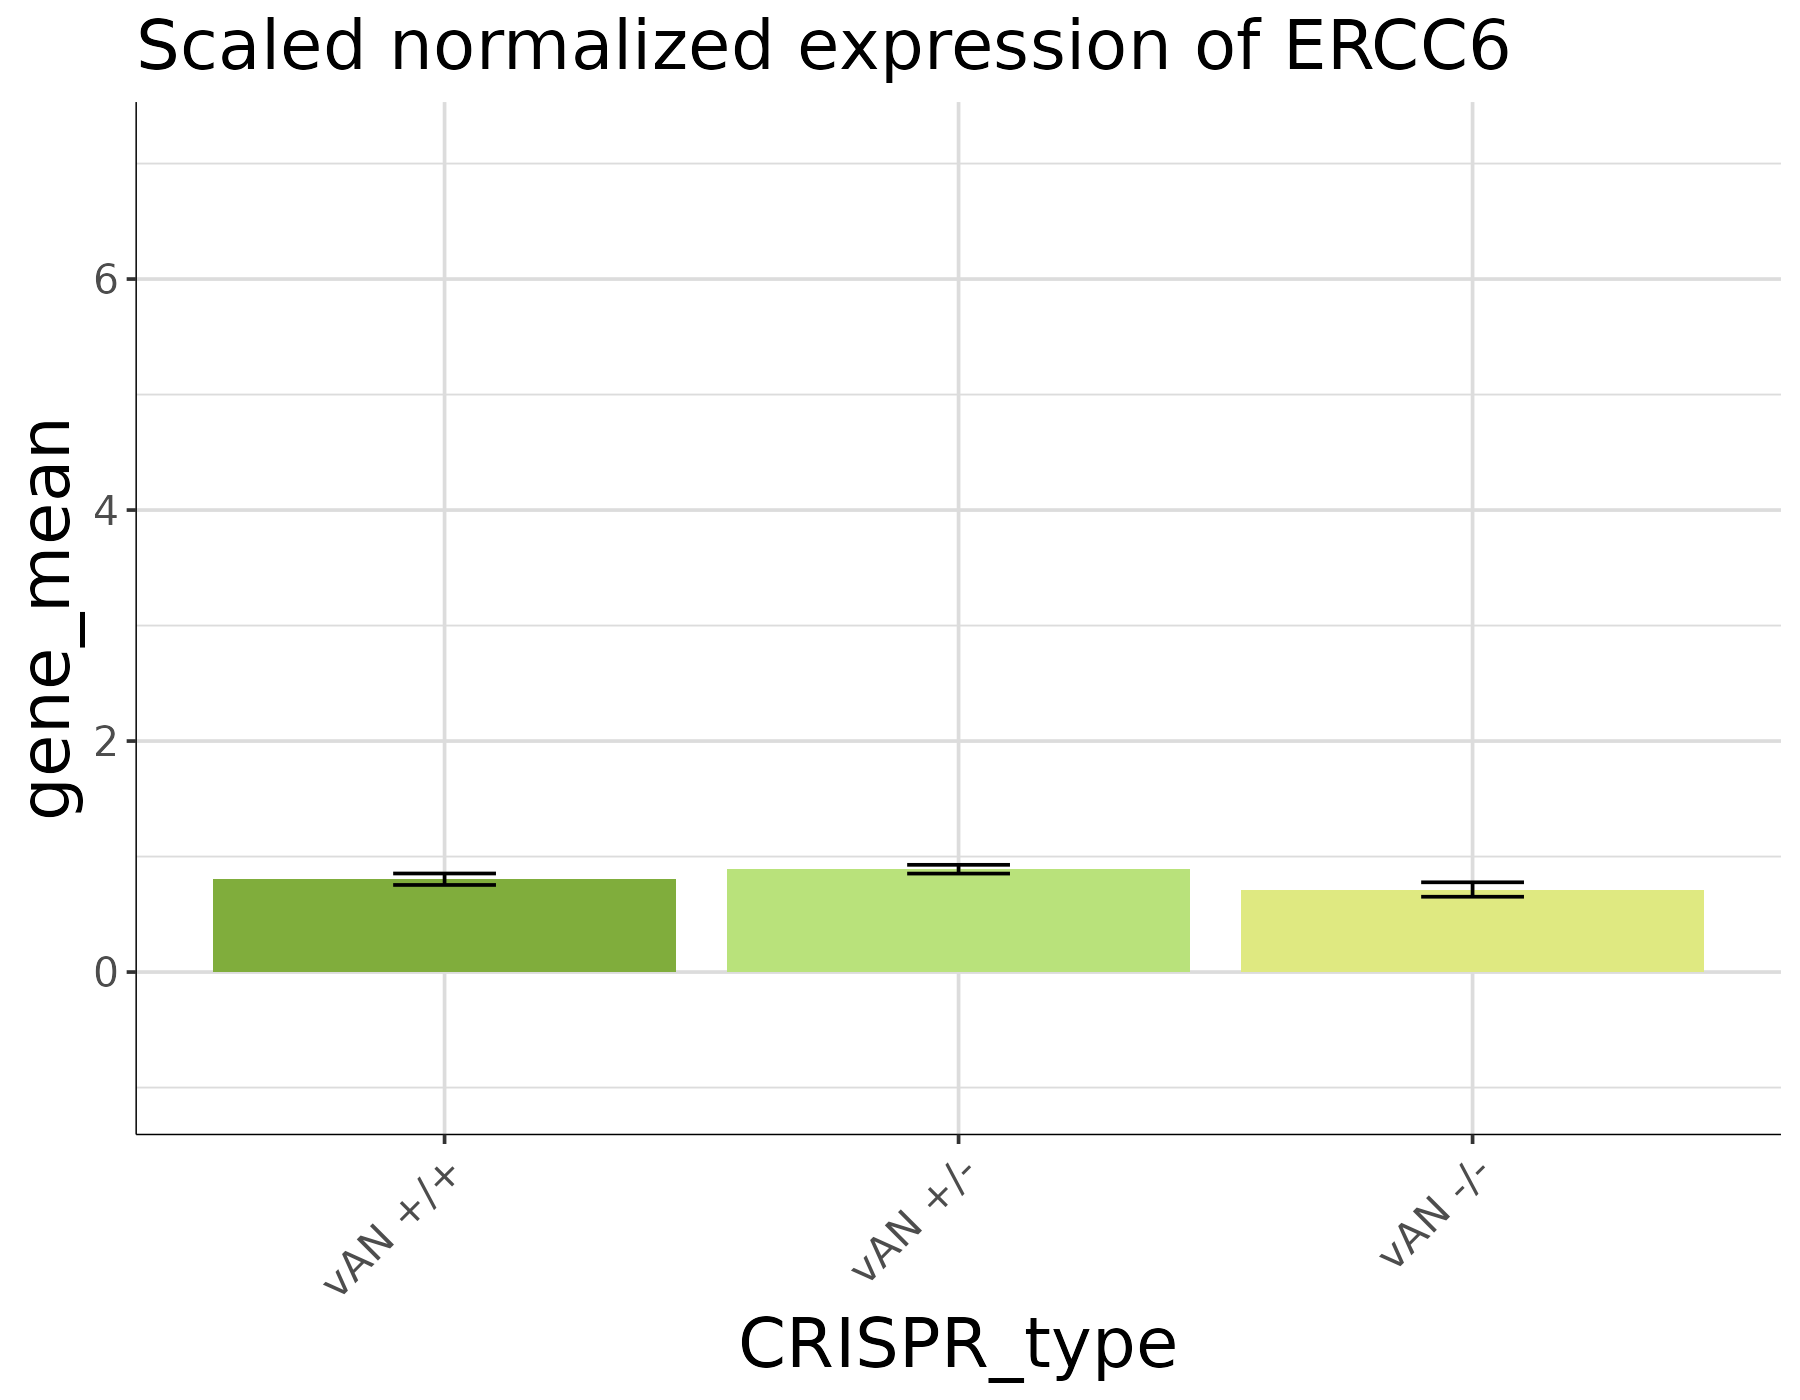 Scaled normalized expression of ERCC6
gene_mean
6
4
2
0
vAN +/+
vAN +/-
vAN -/-
CRISPR_type